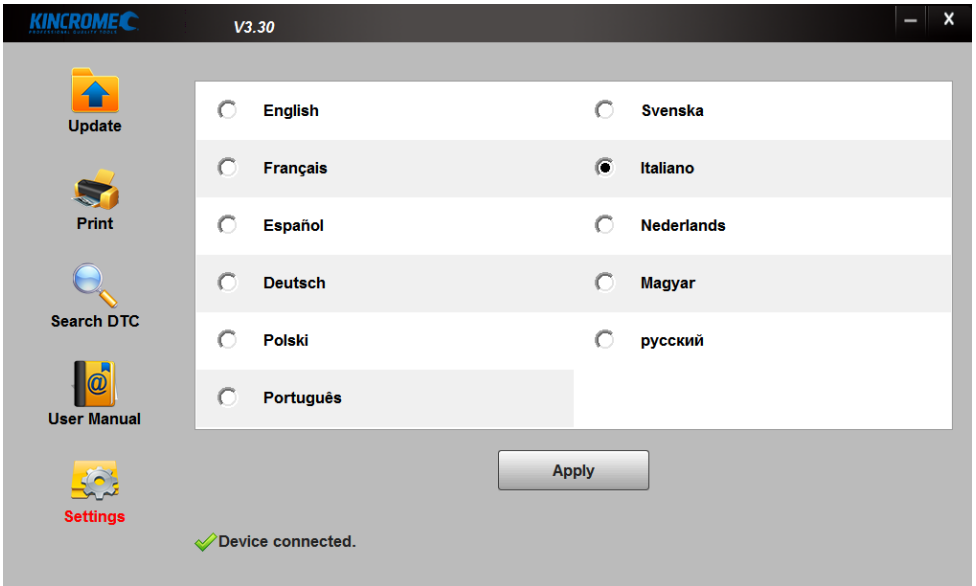 KINCROME
PROFESSIONAL QUALITY TOOLS
V3.30
Update
Print
Search DTC
User Manual
Settings
English
Svenska
Français
Italiano
Español
Nederlands
Deutsch
Magyar
Polski
русский
Português
Apply
Device connected.